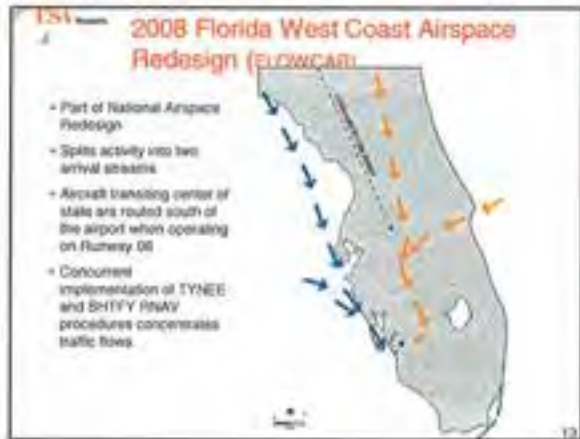 2008 Florida West Coast Airspace
Redesign (FLOWCAR)
• Part of National Airspace
Redesign
• Splits activity into two
arrival streams
• Aircraft transiting center of
state are routed south of
the airport when operating
on Runway 06
• Concurrent
implementation of TYNEE
and SHTFY RNAV
procedures concentrates
traffic flows